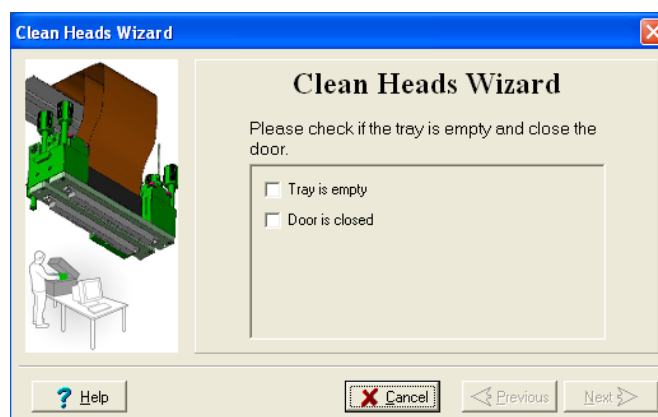 Clean Heads Wizard
Clean Heads Wizard
Please check if the tray is empty and close the
door.
Tray is empty
Door is closed
? Help
Cancel
Previous
Next